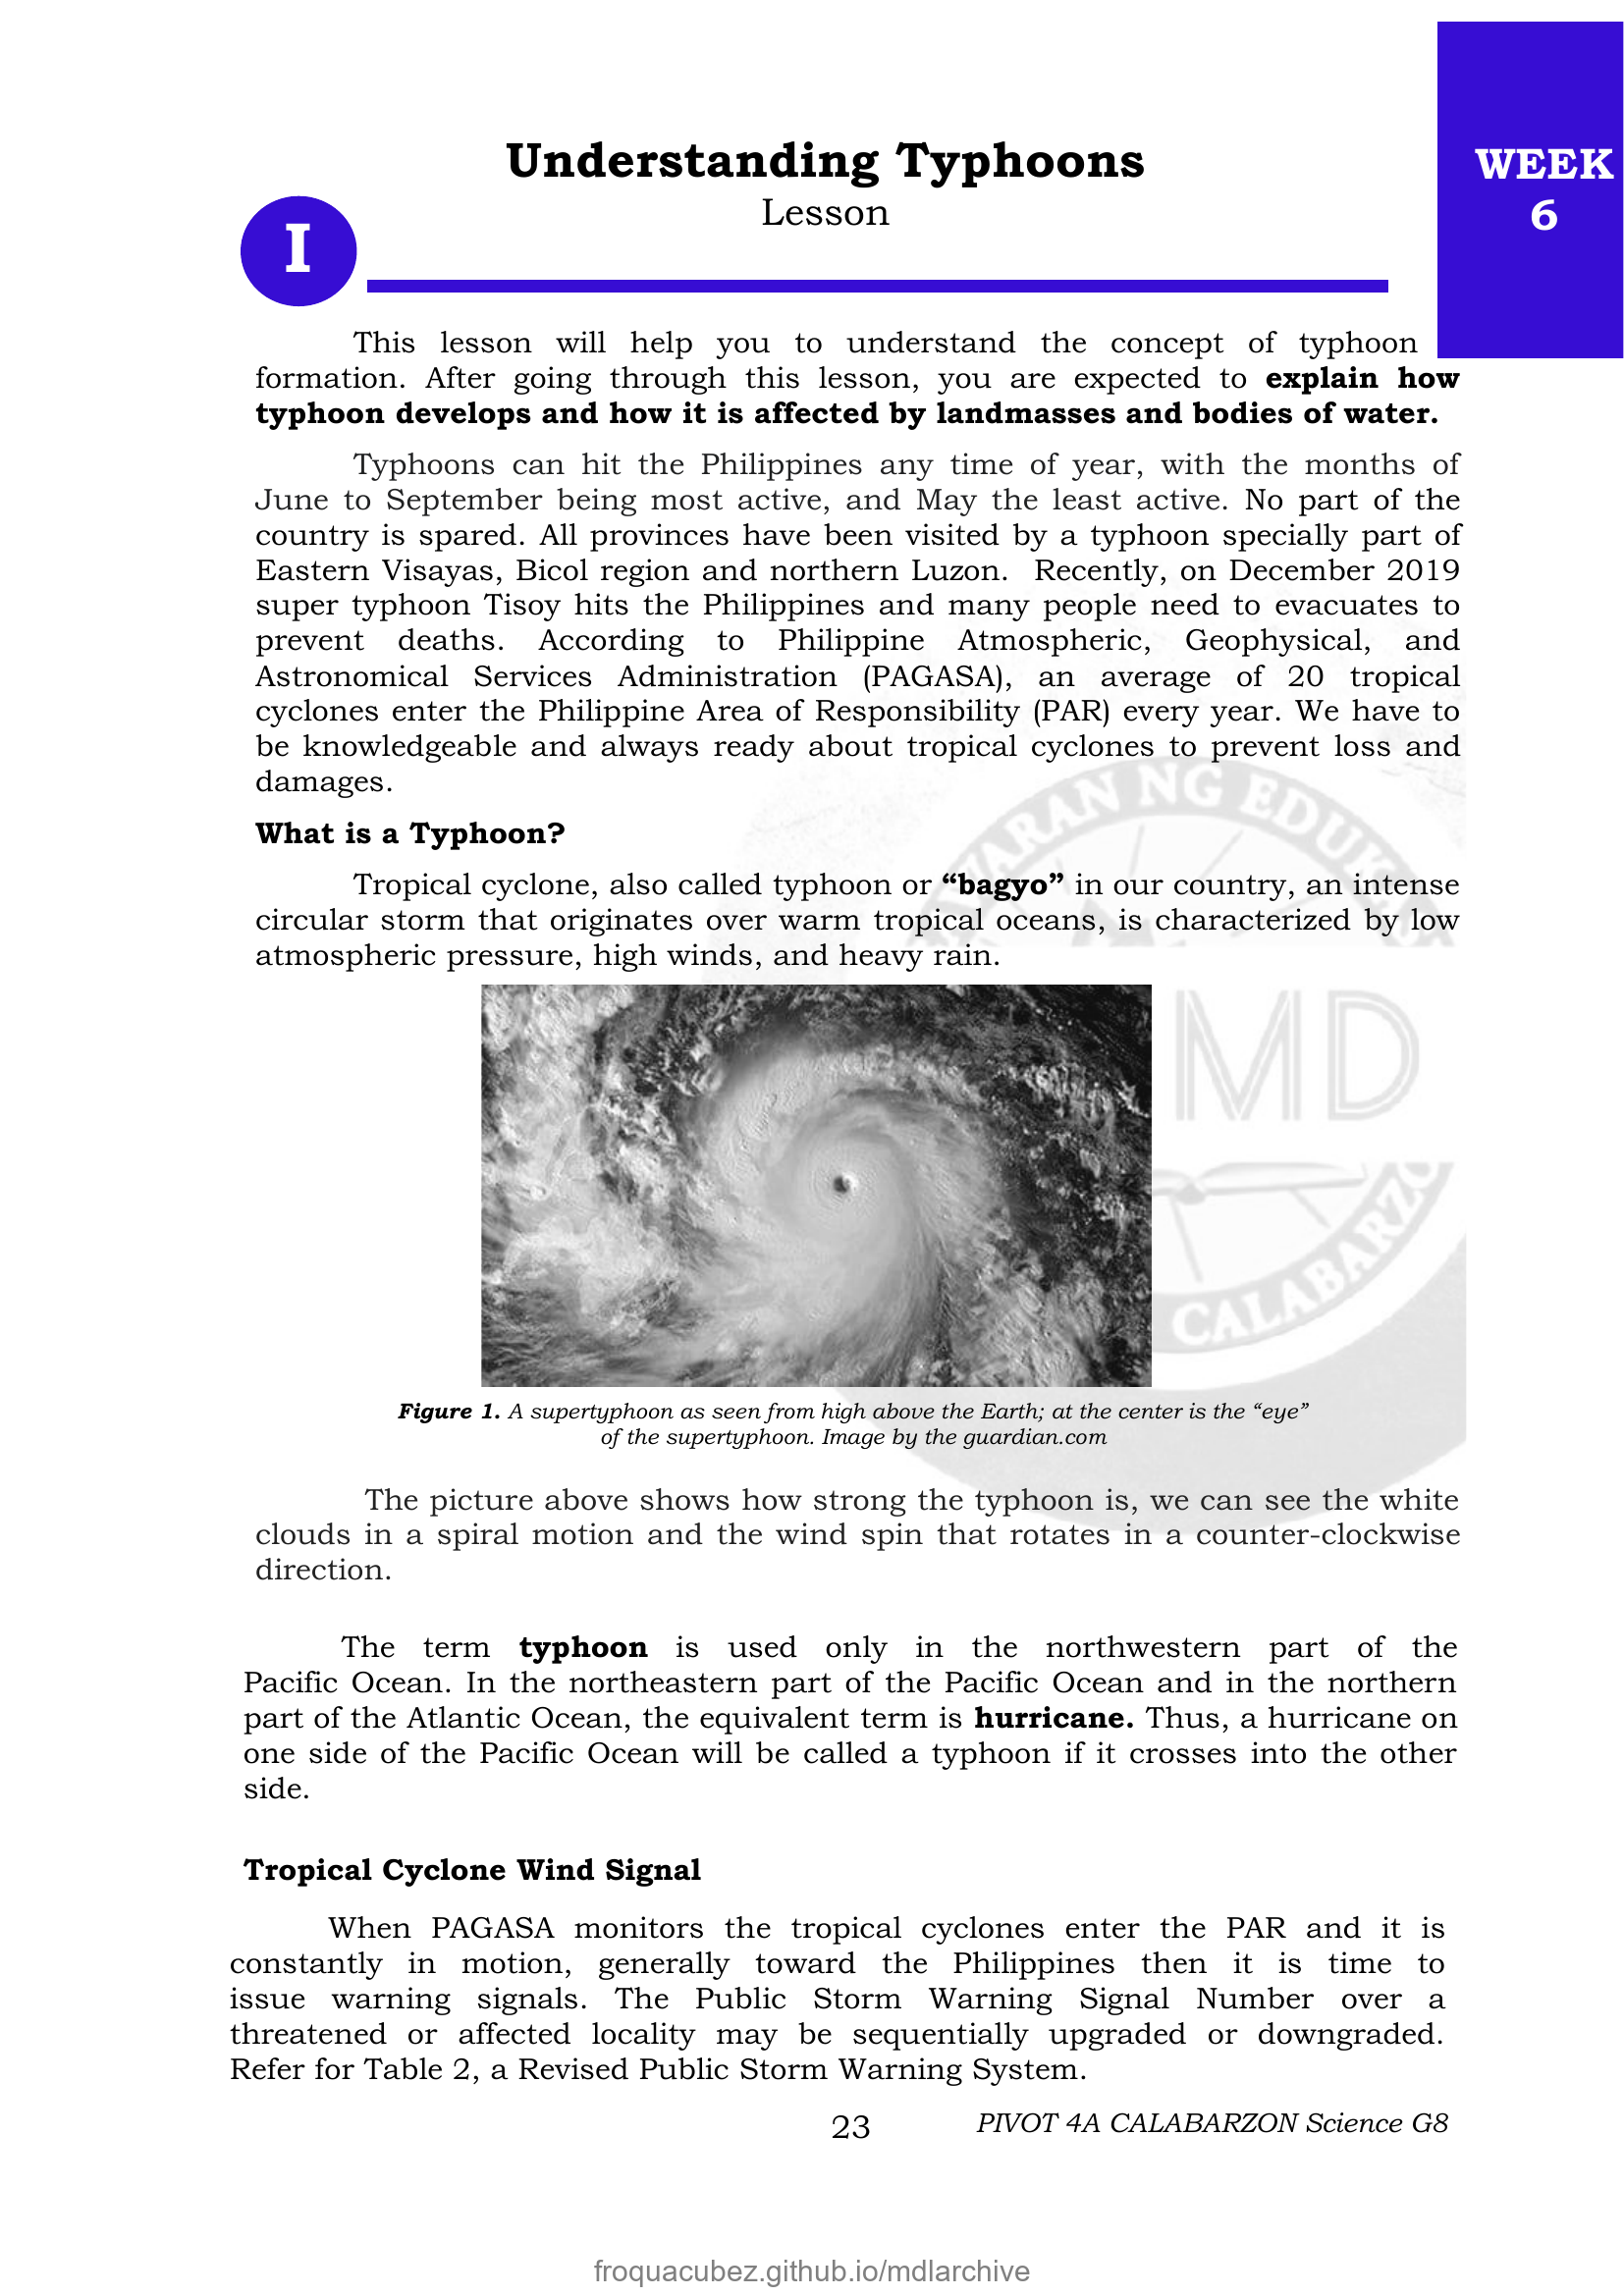 Understanding Typhoons
Lesson
WEEK
6
I
This lesson will help you to understand the concept of typhoon
formation. After going through this lesson, you are expected to explain how
typhoon develops and how it is affected by landmasses and bodies of water.
Typhoons can hit the Philippines any time of year, with the months of
June to September being most active, and May the least active. No part of the
country is spared. All provinces have been visited by a typhoon specially part of
Eastern Visayas, Bicol region and northern Luzon. Recently, on December 2019
super typhoon Tisoy hits the Philippines and many people need to evacuates to
prevent deaths. According to Philippine Atmospheric, Geophysical, and
Astronomical Services Administration (PAGASA), an average of 20 tropical
cyclones enter the Philippine Area of Responsibility (PAR) every year. We have to
be knowledgeable and always ready about tropical cyclones to prevent loss and
damages.
What is a Typhoon?
Tropical cyclone, also called typhoon or “bagyo” in our country, an intense
circular storm that originates over warm tropical oceans, is characterized by low
atmospheric pressure, high winds, and heavy rain.
NG
MD
Figure 1. A supertyphoon as seen from high above the Earth; at the center is the “eye”
of the supertyphoon. Image by the guardian.com
The picture above shows how strong the typhoon is, we can see the white
clouds in a spiral motion and the wind spin that rotates in a counter-clockwise
direction.
The term typhoon is used only in the northwestern part of the
Pacific Ocean. In the northeastern part of the Pacific Ocean and in the northern
part of the Atlantic Ocean, the equivalent term is hurricane. Thus, a hurricane on
one side of the Pacific Ocean will be called a typhoon if it crosses into the other
side.
Tropical Cyclone Wind Signal
When PAGASA monitors the tropical cyclones enter the PAR and it is
constantly in motion, generally toward the Philippines then it is time to
issue warning signals. The Public Storm Warning Signal Number over a
threatened or affected locality may be sequentially upgraded or downgraded.
Refer for Table 2, a Revised Public Storm Warning System.
23 PIVOT 4A CALABARZON Science G8
froquacubez.github.io/mdlarchive